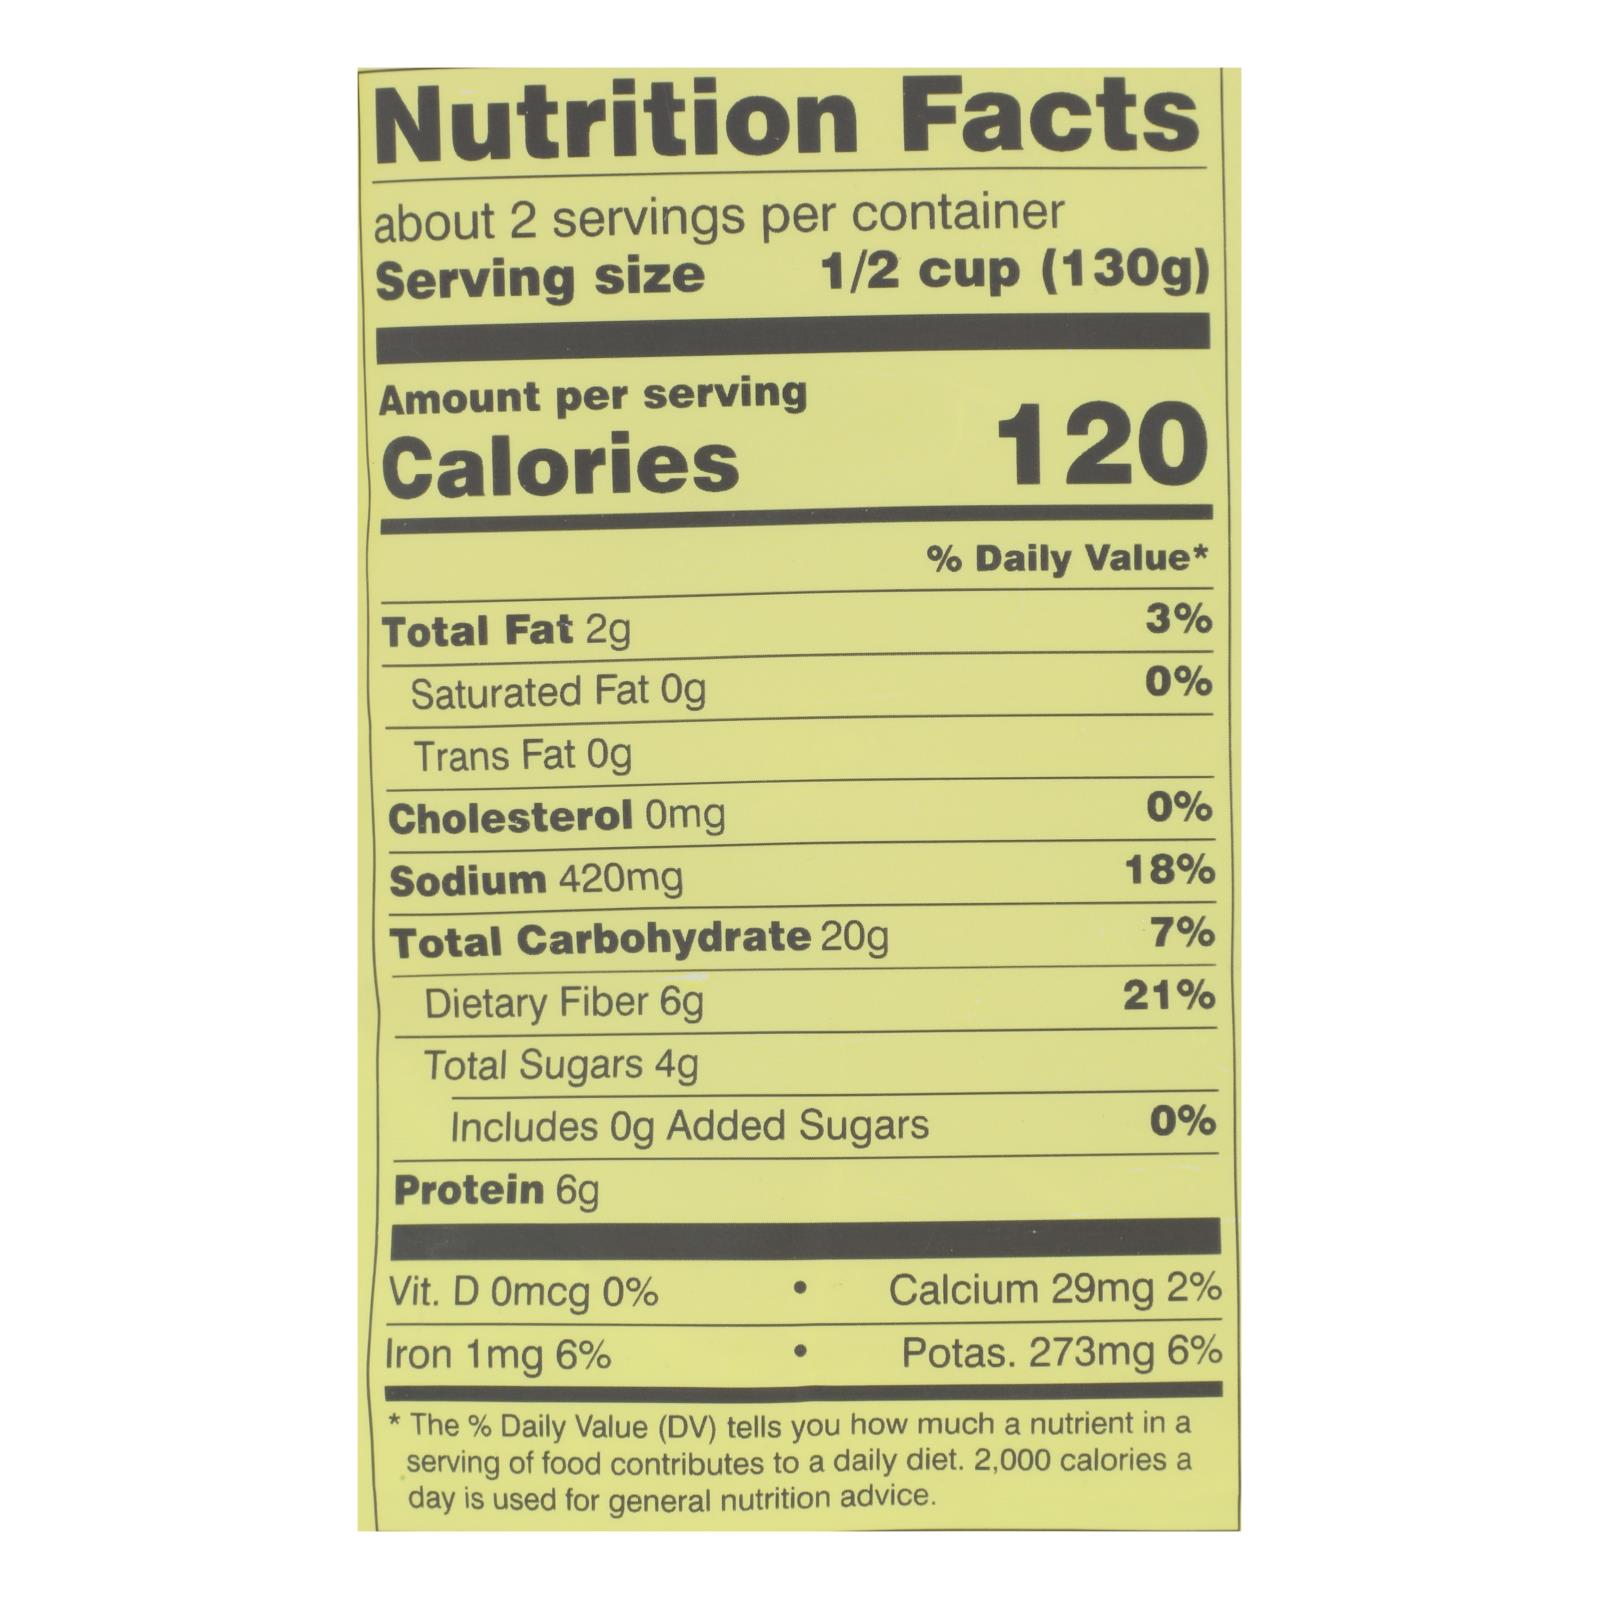 Nutrition Facts
about 2 servings per container
Serving size 1/2 cup (130g)
Amount per serving
Calories 120
% Daily Value*
Total Fat 2g 3%
Saturated Fat 0g 0%
Trans Fat 0g
Cholesterol 0mg 0%
Sodium 420mg 18%
Total Carbohydrate 20g 7%
Dietary Fiber 6g 21%
Total Sugars 4g
Includes 0g Added Sugars 0%
Protein 6g
Vit. D 0mcg 0% • Calcium 29mg 2%
Iron 1mg 6% • Potas. 273mg 6%
* The % Daily Value (DV) tells you how much a nutrient in a
serving of food contributes to a daily diet. 2,000 calories a
day is used for general nutrition advice.